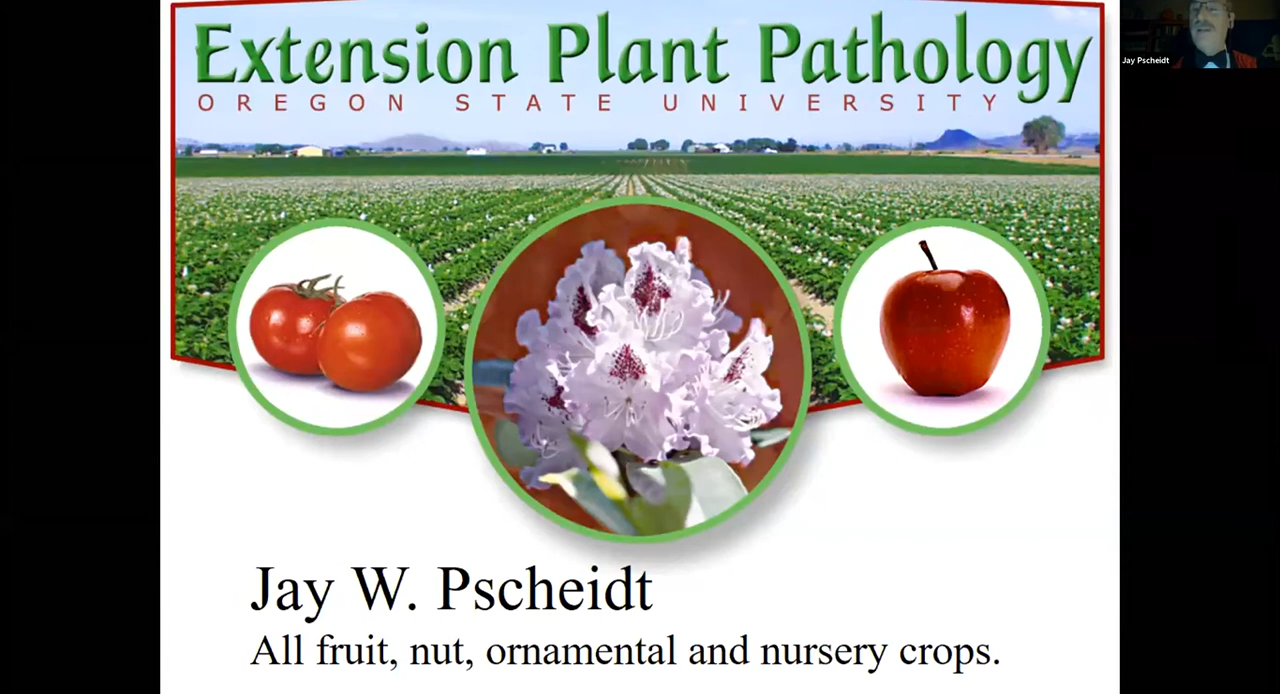 Extension Plant Pathology
OREGON STATE UNIVERSITY
Jay Pscheidt
Jay W. Pscheidt
All fruit, nut, ornamental and nursery crops.